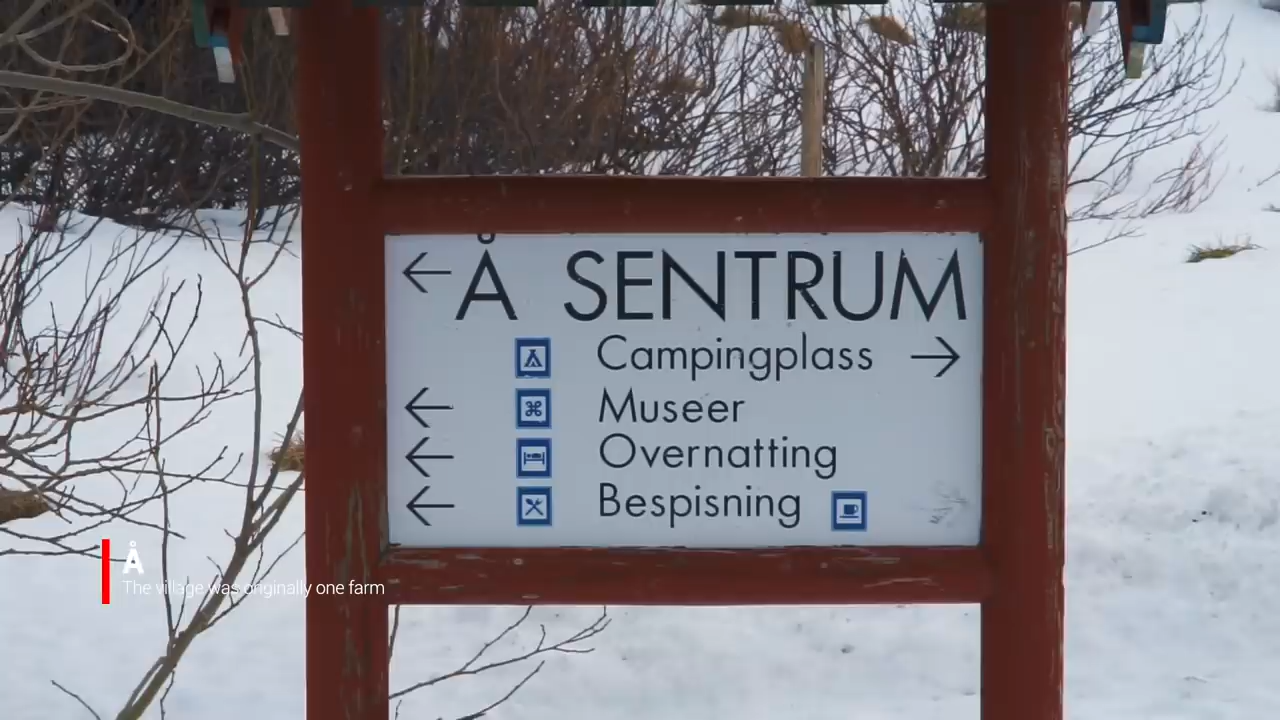 ← Å SENTRUM
Campingplass →
← Museer
← Overnatting
← Bespisning
Å
The village was originally one farm